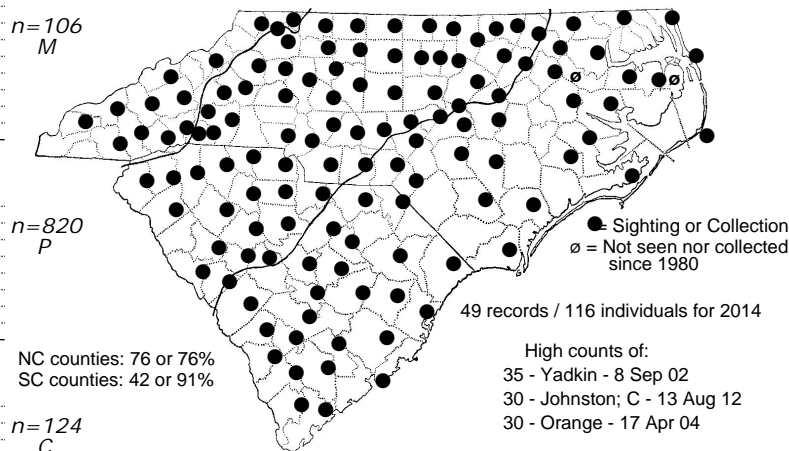 n=106
M
n=820
P
● = Sighting or Collection
ø = Not seen nor collected
since 1980
49 records / 116 individuals for 2014
NC counties: 76 or 76%
SC counties: 42 or 91%
High counts of:
35 - Yadkin - 8 Sep 02
30 - Johnston; C - 13 Aug 12
30 - Orange - 17 Apr 04
n=124
C